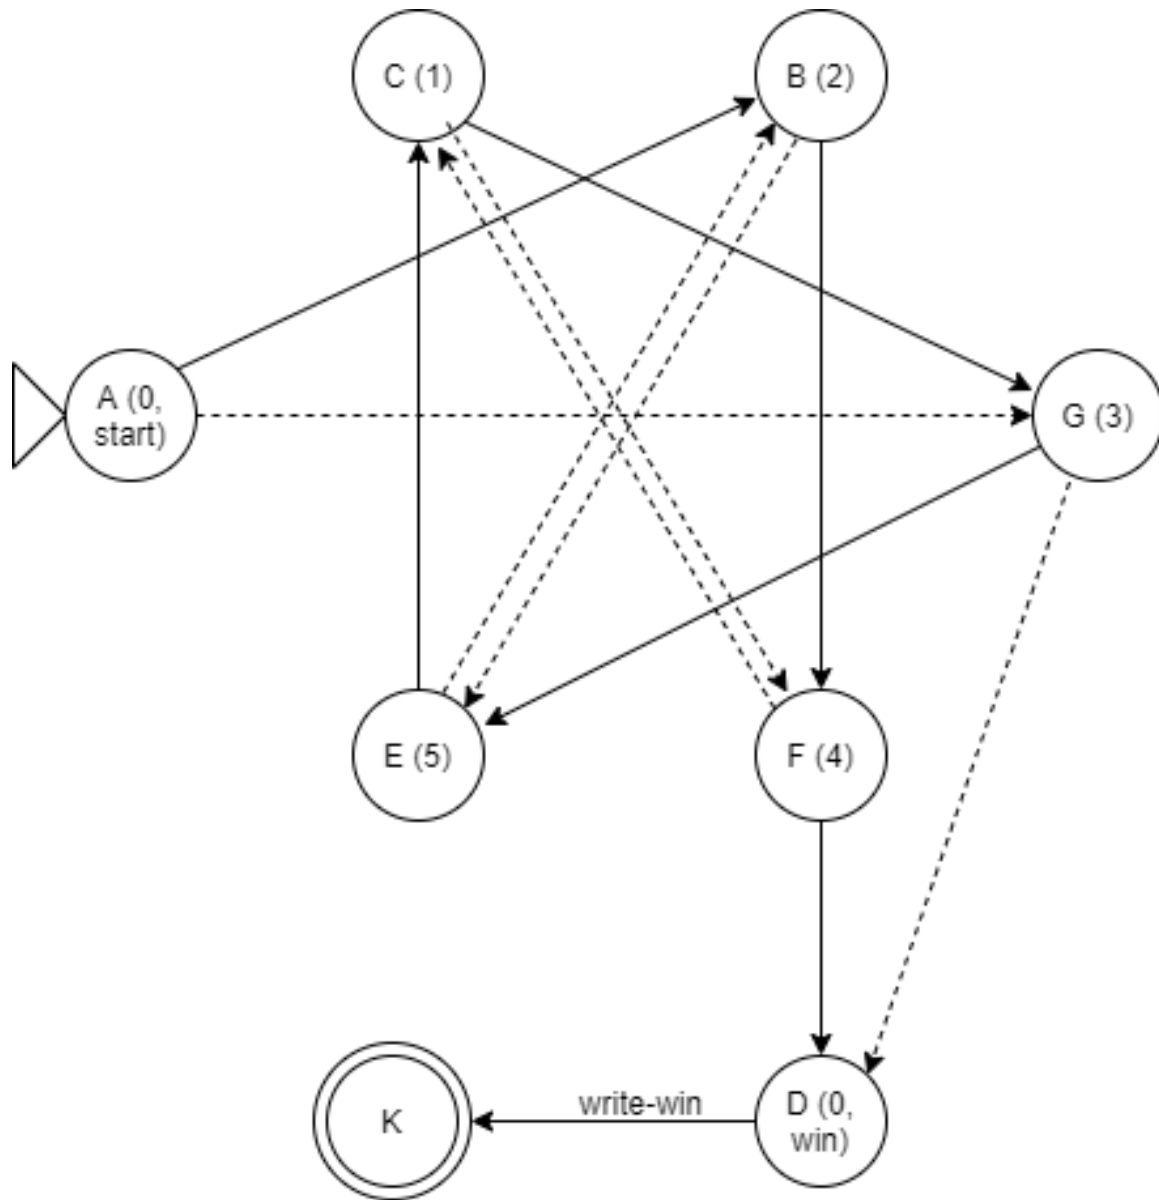 C (1)
B (2)
A (0,
start)
G (3)
E (5)
F (4)
write-win
K
D (0,
win)